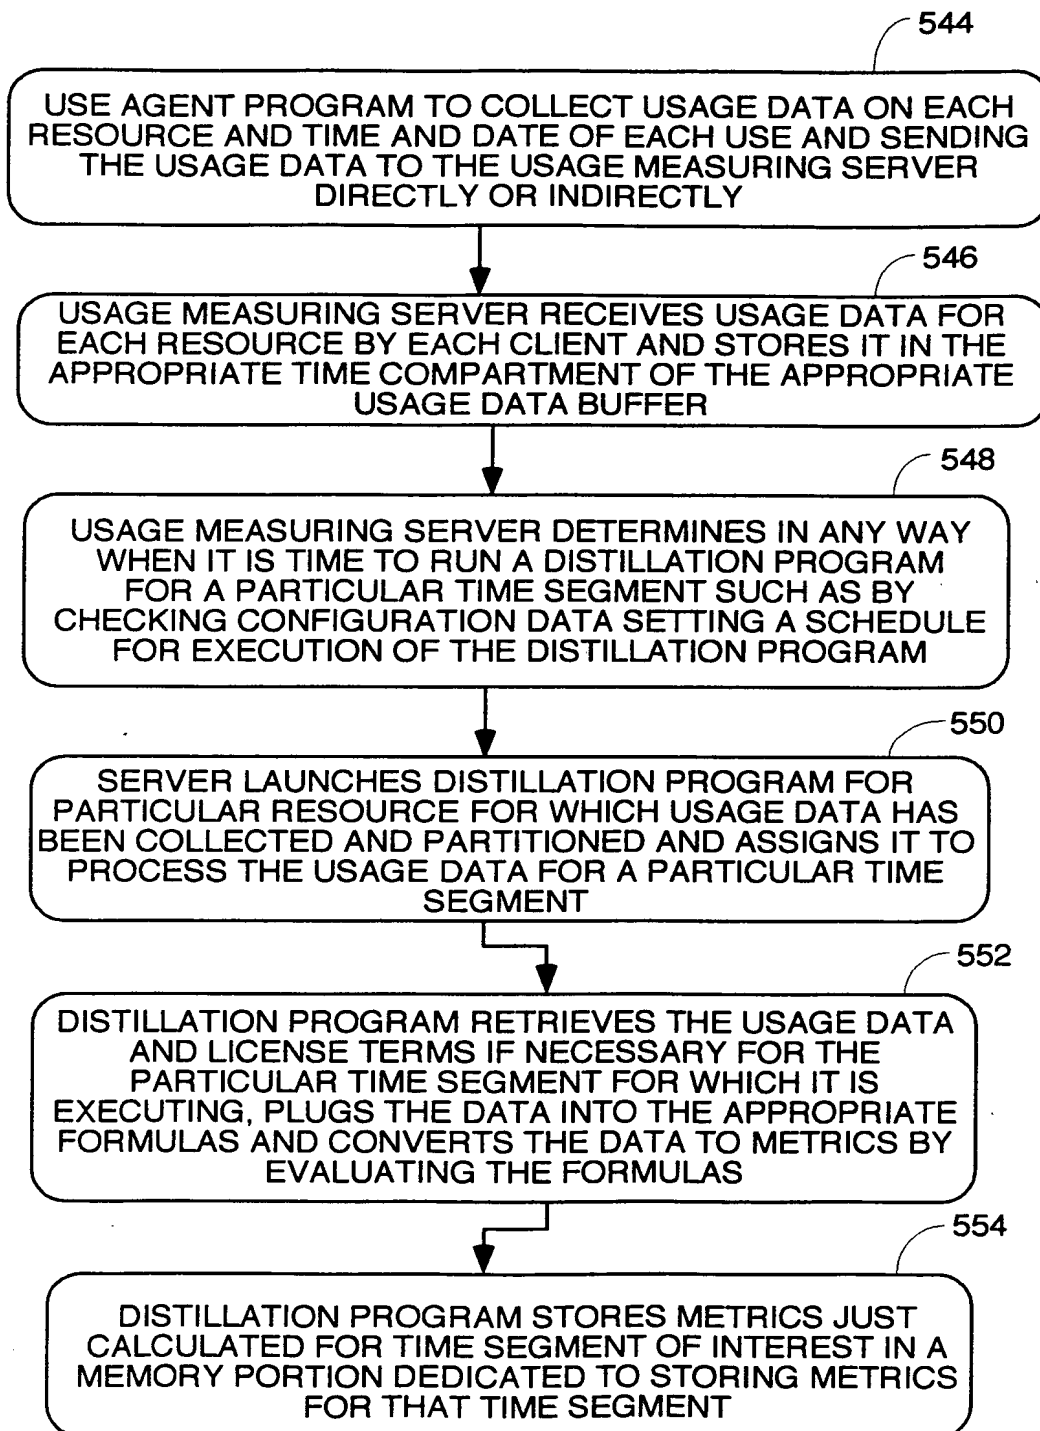 544
USE AGENT PROGRAM TO COLLECT USAGE DATA ON EACH
RESOURCE AND TIME AND DATE OF EACH USE AND SENDING
THE USAGE DATA TO THE USAGE MEASURING SERVER
DIRECTLY OR INDIRECTLY
546
USAGE MEASURING SERVER RECEIVES USAGE DATA FOR
EACH RESOURCE BY EACH CLIENT AND STORES IT IN THE
APPROPRIATE TIME COMPARTMENT OF THE APPROPRIATE
USAGE DATA BUFFER
548
USAGE MEASURING SERVER DETERMINES IN ANY WAY
WHEN IT IS TIME TO RUN A DISTILLATION PROGRAM
FOR A PARTICULAR TIME SEGMENT SUCH AS BY
CHECKING CONFIGURATION DATA SETTING A SCHEDULE
FOR EXECUTION OF THE DISTILLATION PROGRAM
550
SERVER LAUNCHES DISTILLATION PROGRAM FOR
PARTICULAR RESOURCE FOR WHICH USAGE DATA HAS
BEEN COLLECTED AND PARTITIONED AND ASSIGNS IT TO
PROCESS THE USAGE DATA FOR A PARTICULAR TIME
SEGMENT
552
DISTILLATION PROGRAM RETRIEVES THE USAGE DATA
AND LICENSE TERMS IF NECESSARY FOR THE
PARTICULAR TIME SEGMENT FOR WHICH IT IS
EXECUTING, PLUGS THE DATA INTO THE APPROPRIATE
FORMULAS AND CONVERTS THE DATA TO METRICS BY
EVALUATING THE FORMULAS
554
DISTILLATION PROGRAM STORES METRICS JUST
CALCULATED FOR TIME SEGMENT OF INTEREST IN A
MEMORY PORTION DEDICATED TO STORING METRICS
FOR THAT TIME SEGMENT